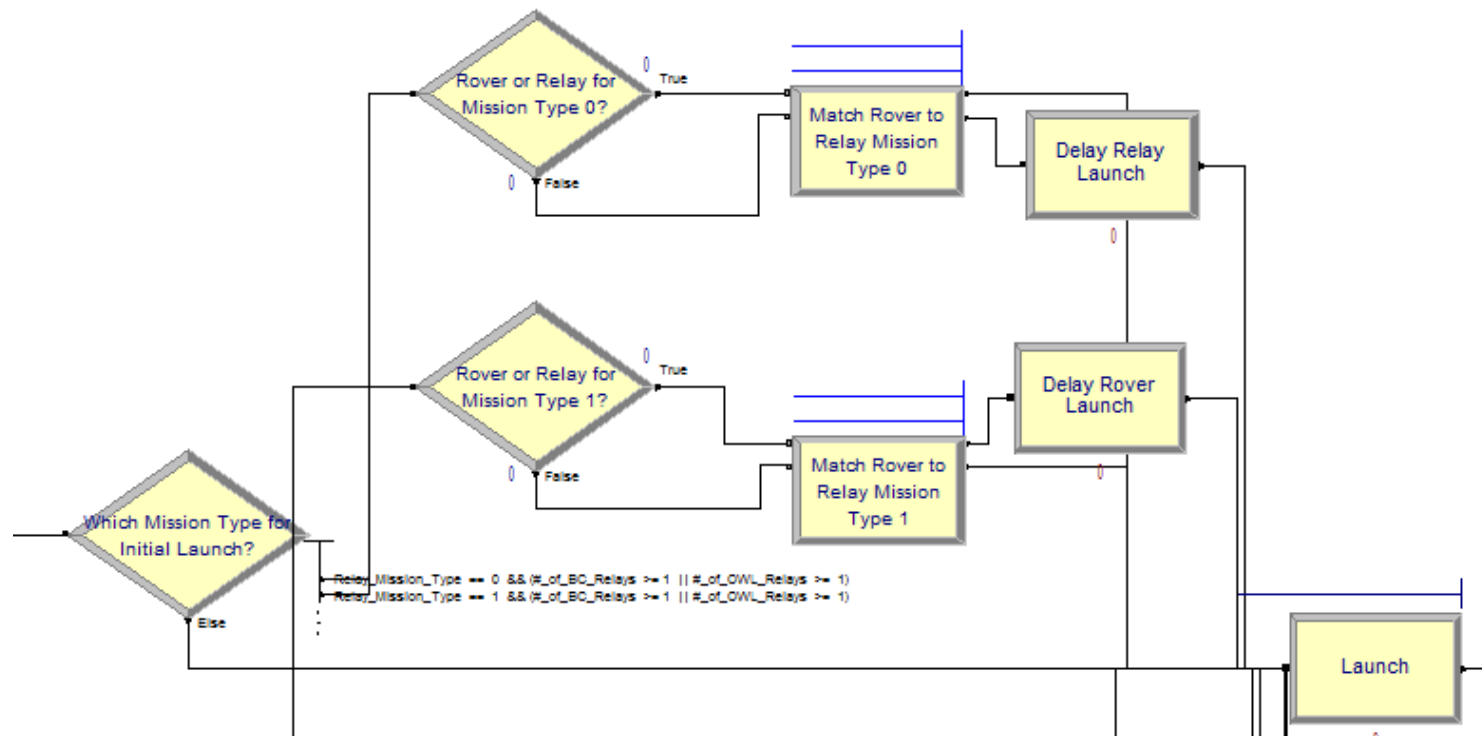 Rover or Relay for
Mission Type 0?
0
True
0
False
Match Rover to
Relay Mission
Type 0
Delay Relay
Launch
0
Rover or Relay for
Mission Type 1?
0
True
0
False
Match Rover to
Relay Mission
Type 1
Delay Rover
Launch
0
Which Mission Type for
Initial Launch?
Relay_Mission_Type == 0 && (#_of_BC_Relays >= 1 || #_of_OWL_Relays >= 1)
Relay_Mission_Type == 1 && (#_of_BC_Relays >= 1 || #_of_OWL_Relays >= 1)
Else
Launch